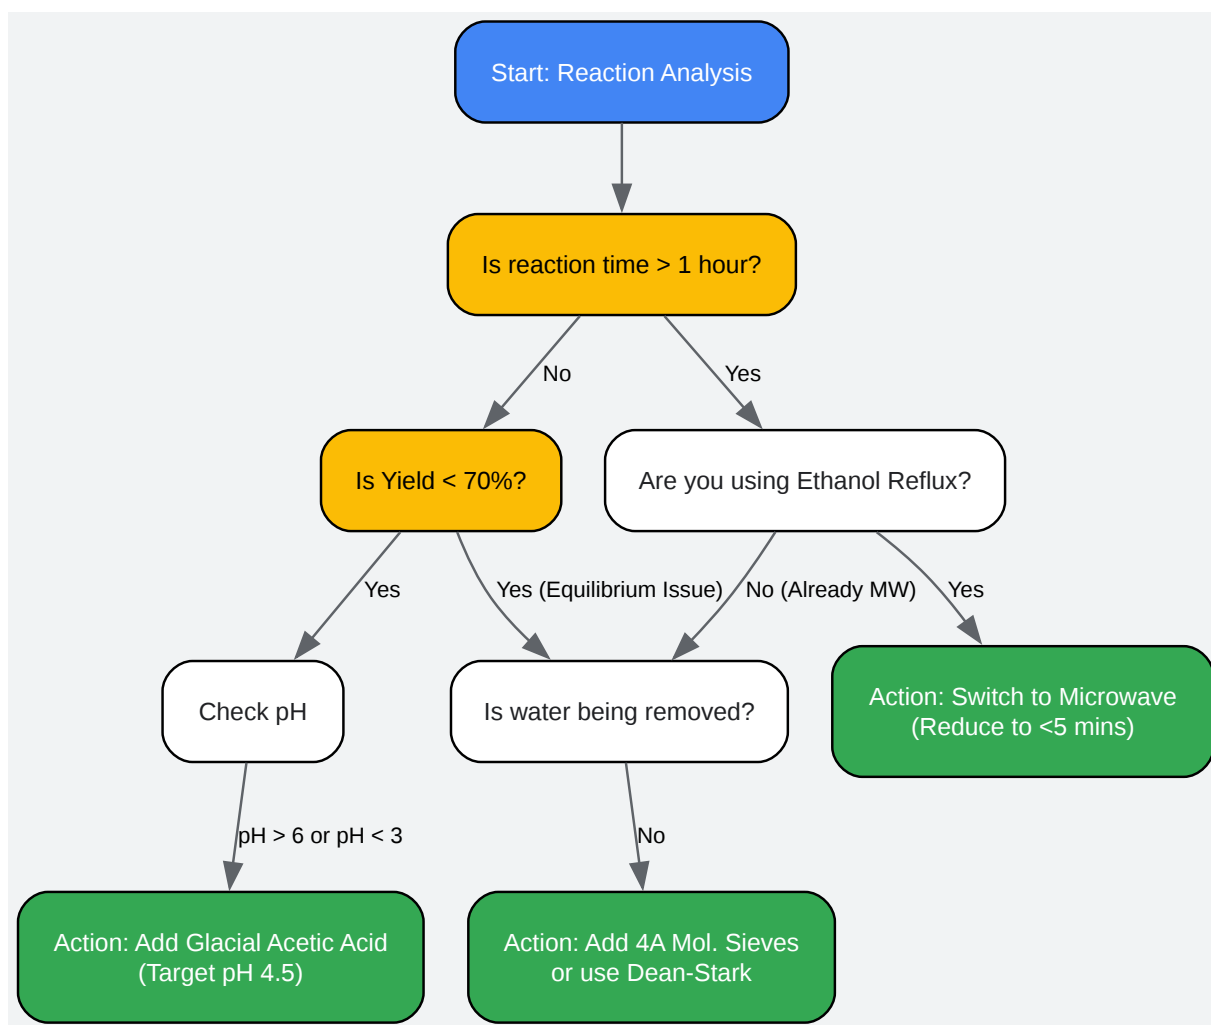 Start: Reaction Analysis
Is reaction time > 1 hour?
No
Yes
Is Yield < 70%?
Are you using Ethanol Reflux?
Yes
Yes (Equilibrium Issue)
No (Already MW)
Yes
Check pH
Is water being removed?
Action: Switch to Microwave
(Reduce to <5 mins)
pH > 6 or pH < 3
No
Action: Add Glacial Acetic Acid
(Target pH 4.5)
Action: Add 4A Mol. Sieves
or use Dean-Stark